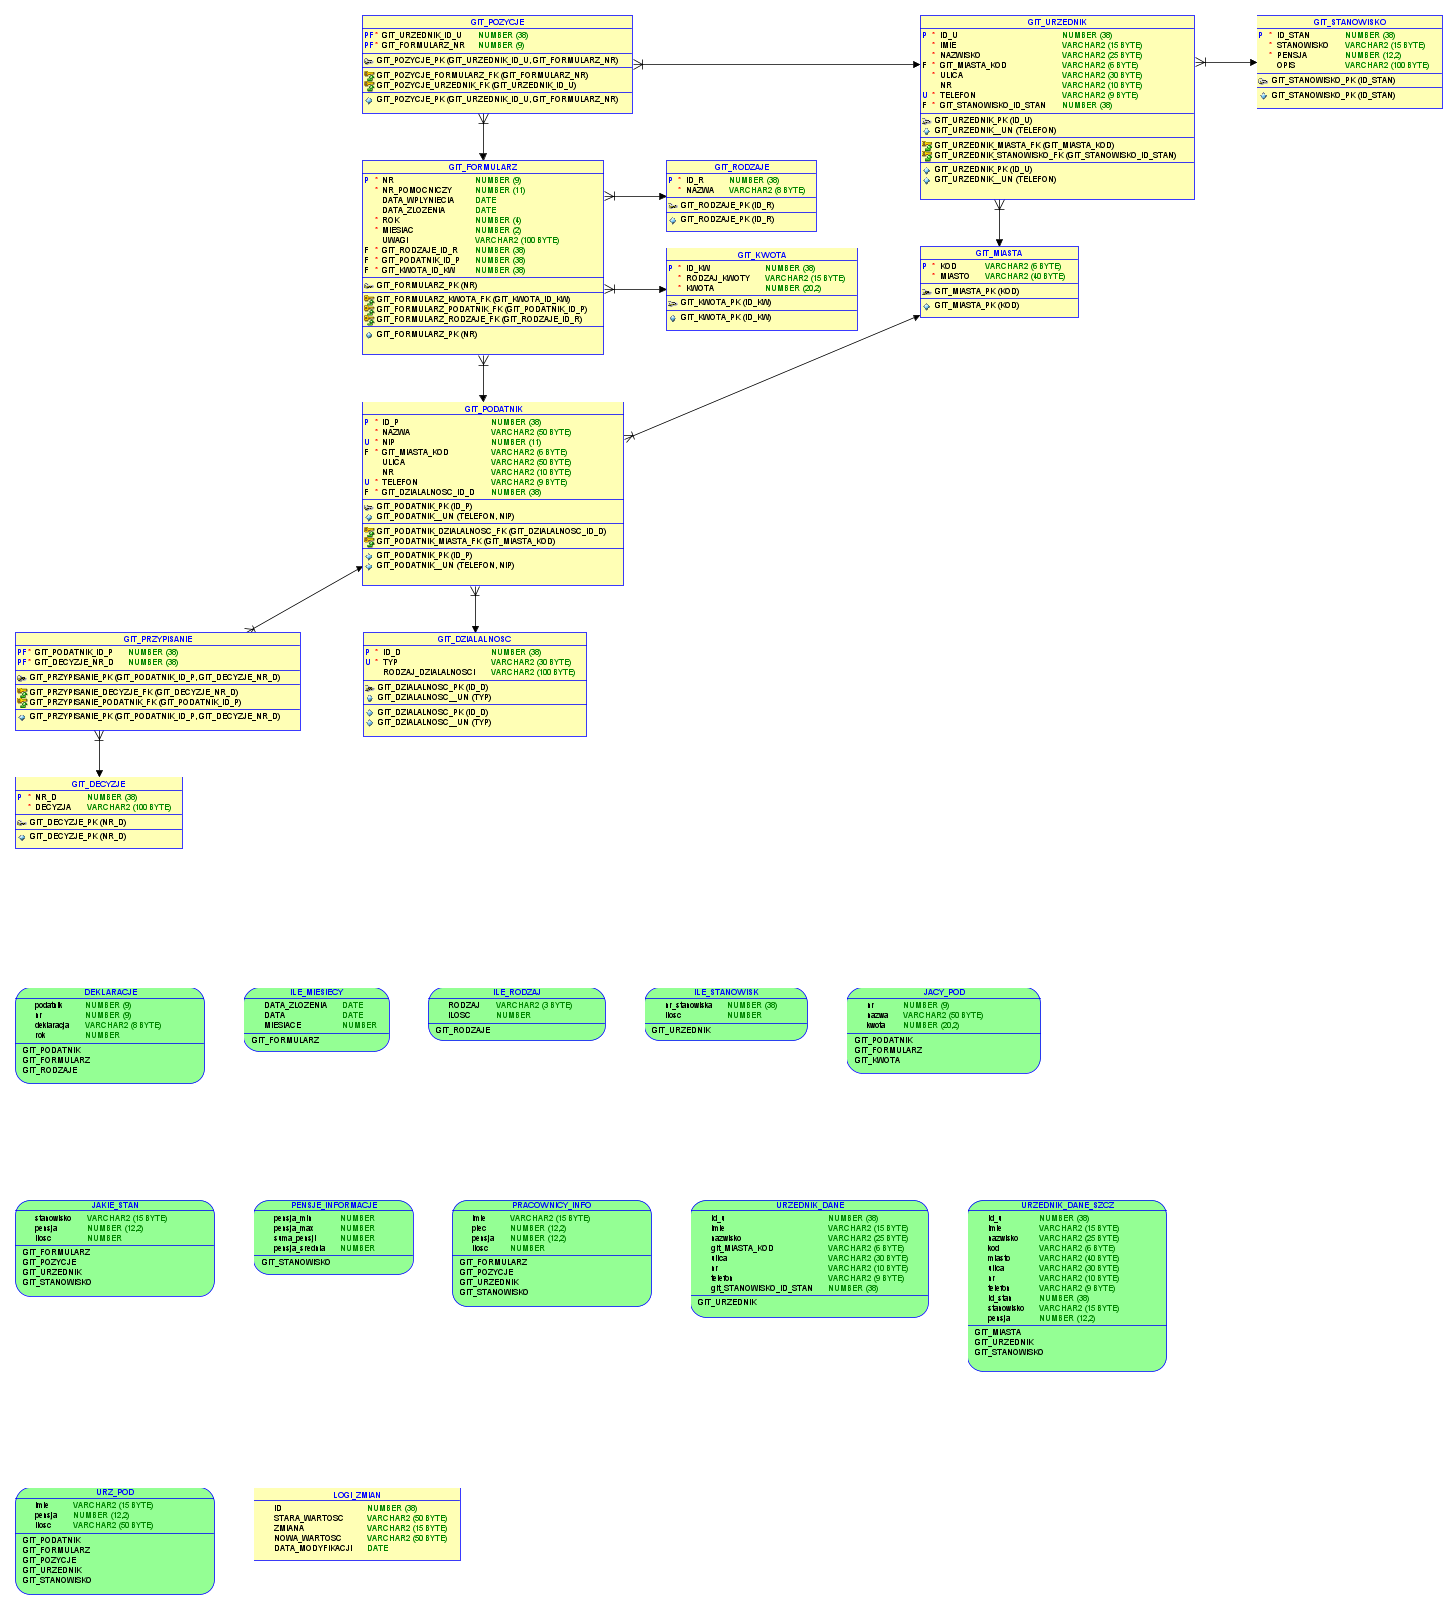 GIT_POZYCJE
PF * GIT_URZEDNIK_ID_U NUMBER (38)
PF * GIT_FORMULARZ_NR NUMBER (9)
GIT_POZYCJE_PK (GIT_URZEDNIK_ID_U, GIT_FORMULARZ_NR)
GIT_POZYCJE_FORMULARZ_FK (GIT_FORMULARZ_NR)
GIT_POZYCJE_URZEDNIK_FK (GIT_URZEDNIK_ID_U)
GIT_POZYCJE_PK (GIT_URZEDNIK_ID_U, GIT_FORMULARZ_NR)
GIT_URZEDNIK
P * ID_U NUMBER (38)
* IMIE VARCHAR2 (15 BYTE)
* NAZWISKO VARCHAR2 (25 BYTE)
F * GIT_MIASTA_KOD VARCHAR2 (6 BYTE)
* ULICA VARCHAR2 (30 BYTE)
NR VARCHAR2 (10 BYTE)
U * TELEFON VARCHAR2 (9 BYTE)
F * GIT_STANOWISKO_ID_STAN NUMBER (38)
GIT_URZEDNIK_PK (ID_U)
GIT_URZEDNIK__UN (TELEFON)
GIT_URZEDNIK_MIASTA_FK (GIT_MIASTA_KOD)
GIT_URZEDNIK_STANOWISKO_FK (GIT_STANOWISKO_ID_STAN)
GIT_URZEDNIK_PK (ID_U)
GIT_URZEDNIK__UN (TELEFON)
GIT_STANOWISKO
P * ID_STAN NUMBER (38)
* STANOWISKO VARCHAR2 (15 BYTE)
* PENSJA NUMBER (12,2)
OPIS VARCHAR2 (100 BYTE)
GIT_STANOWISKO_PK (ID_STAN)
GIT_STANOWISKO_PK (ID_STAN)
GIT_FORMULARZ
P * NR NUMBER (9)
* NR_POMOCNICZY NUMBER (11)
DATA_WPLYNIECIA DATE
DATA_ZLOZENIA DATE
* ROK NUMBER (4)
* MIESIAC NUMBER (2)
UWAGI VARCHAR2 (100 BYTE)
F * GIT_RODZAJE_ID_R NUMBER (38)
F * GIT_PODATNIK_ID_P NUMBER (38)
F * GIT_KWOTA_ID_KW NUMBER (38)
GIT_FORMULARZ_PK (NR)
GIT_FORMULARZ_KWOTA_FK (GIT_KWOTA_ID_KW)
GIT_FORMULARZ_PODATNIK_FK (GIT_PODATNIK_ID_P)
GIT_FORMULARZ_RODZAJE_FK (GIT_RODZAJE_ID_R)
GIT_FORMULARZ_PK (NR)
GIT_RODZAJE
P * ID_R NUMBER (38)
* NAZWA VARCHAR2 (8 BYTE)
GIT_RODZAJE_PK (ID_R)
GIT_RODZAJE_PK (ID_R)
GIT_KWOTA
P * ID_KW NUMBER (38)
* RODZAJ_KWOTY VARCHAR2 (15 BYTE)
* KWOTA NUMBER (20,2)
GIT_KWOTA_PK (ID_KW)
GIT_KWOTA_PK (ID_KW)
GIT_MIASTA
P * KOD VARCHAR2 (6 BYTE)
* MIASTO VARCHAR2 (40 BYTE)
GIT_MIASTA_PK (KOD)
GIT_MIASTA_PK (KOD)
GIT_PODATNIK
P * ID_P NUMBER (38)
* NAZWA VARCHAR2 (50 BYTE)
U * NIP NUMBER (11)
F * GIT_MIASTA_KOD VARCHAR2 (6 BYTE)
ULICA VARCHAR2 (50 BYTE)
NR VARCHAR2 (10 BYTE)
U * TELEFON VARCHAR2 (9 BYTE)
F * GIT_DZIALALNOSC_ID_D NUMBER (38)
GIT_PODATNIK_PK (ID_P)
GIT_PODATNIK__UN (TELEFON, NIP)
GIT_PODATNIK_DZIALALNOSC_FK (GIT_DZIALALNOSC_ID_D)
GIT_PODATNIK_MIASTA_FK (GIT_MIASTA_KOD)
GIT_PODATNIK_PK (ID_P)
GIT_PODATNIK__UN (TELEFON, NIP)
GIT_PRZYPISANIE
PF * GIT_PODATNIK_ID_P NUMBER (38)
PF * GIT_DECYZJE_NR_D NUMBER (38)
GIT_PRZYPISANIE_PK (GIT_PODATNIK_ID_P, GIT_DECYZJE_NR_D)
GIT_PRZYPISANIE_DECYZJE_FK (GIT_DECYZJE_NR_D)
GIT_PRZYPISANIE_PODATNIK_FK (GIT_PODATNIK_ID_P)
GIT_PRZYPISANIE_PK (GIT_PODATNIK_ID_P, GIT_DECYZJE_NR_D)
GIT_DZIALALNOSC
P * ID_D NUMBER (38)
U * TYP VARCHAR2 (30 BYTE)
RODZAJ_DZIALALNOSCI VARCHAR2 (100 BYTE)
GIT_DZIALALNOSC_PK (ID_D)
GIT_DZIALALNOSC__UN (TYP)
GIT_DZIALALNOSC_PK (ID_D)
GIT_DZIALALNOSC__UN (TYP)
GIT_DECYZJE
P * NR_D NUMBER (38)
* DECYZJA VARCHAR2 (100 BYTE)
GIT_DECYZJE_PK (NR_D)
GIT_DECYZJE_PK (NR_D)
DEKLARACJE
podatnik NUMBER (9)
nr NUMBER (9)
deklaracja VARCHAR2 (8 BYTE)
rok NUMBER
GIT_PODATNIK
GIT_FORMULARZ
GIT_RODZAJE
ILE_MIESIECY
DATA_ZLOZENIA DATE
DATA DATE
MIESIACE NUMBER
GIT_FORMULARZ
ILE_RODZAJ
RODZAJ VARCHAR2 (3 BYTE)
ILOSC NUMBER
GIT_RODZAJE
ILE_STANOWISK
nr_stanowiska NUMBER (38)
ilosc NUMBER
GIT_URZEDNIK
JACY_POD
nr NUMBER (9)
nazwa VARCHAR2 (50 BYTE)
kwota NUMBER (20,2)
GIT_PODATNIK
GIT_FORMULARZ
GIT_KWOTA
JAKIE_STAN
stanowisko VARCHAR2 (15 BYTE)
pensja NUMBER (12,2)
ilosc NUMBER
GIT_FORMULARZ
GIT_POZYCJE
GIT_URZEDNIK
GIT_STANOWISKO
PENSJE_INFORMACJE
pensja_min NUMBER
pensja_max NUMBER
suma_pensji NUMBER
pensja_srednia NUMBER
GIT_STANOWISKO
PRACOWNICY_INFO
imie VARCHAR2 (15 BYTE)
plec NUMBER (12,2)
pensja NUMBER (12,2)
ilosc NUMBER
GIT_FORMULARZ
GIT_POZYCJE
GIT_URZEDNIK
GIT_STANOWISKO
URZEDNIK_DANE
id_u NUMBER (38)
imie VARCHAR2 (15 BYTE)
nazwisko VARCHAR2 (25 BYTE)
git_MIASTA_KOD VARCHAR2 (6 BYTE)
ulica VARCHAR2 (30 BYTE)
nr VARCHAR2 (10 BYTE)
telefon VARCHAR2 (9 BYTE)
git_STANOWISKO_ID_STAN NUMBER (38)
GIT_URZEDNIK
URZEDNIK_DANE_SZCZ
id_u NUMBER (38)
imie VARCHAR2 (15 BYTE)
nazwisko VARCHAR2 (25 BYTE)
kod VARCHAR2 (6 BYTE)
miasto VARCHAR2 (40 BYTE)
ulica VARCHAR2 (30 BYTE)
nr VARCHAR2 (10 BYTE)
telefon VARCHAR2 (9 BYTE)
id_stan NUMBER (38)
stanowisko VARCHAR2 (15 BYTE)
pensja NUMBER (12,2)
GIT_MIASTA
GIT_URZEDNIK
GIT_STANOWISKO
URZ_POD
imie VARCHAR2 (15 BYTE)
pensja NUMBER (12,2)
ilosc VARCHAR2 (50 BYTE)
GIT_PODATNIK
GIT_FORMULARZ
GIT_POZYCJE
GIT_URZEDNIK
GIT_STANOWISKO
LOGI_ZMIAN
ID NUMBER (38)
STARA_WARTOSC VARCHAR2 (50 BYTE)
ZMIANA VARCHAR2 (15 BYTE)
NOWA_WARTOSC VARCHAR2 (50 BYTE)
DATA_MODYFIKACJI DATE